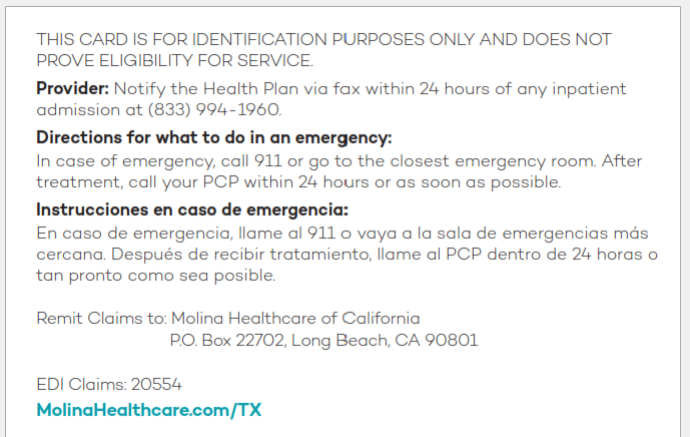 THIS CARD IS FOR IDENTIFICATION PURPOSES ONLY AND DOES NOT
PROVE ELIGIBILITY FOR SERVICE.
Provider: Notify the Health Plan via fax within 24 hours of any inpatient
admission at (833) 994-1960.
Directions for what to do in an emergency:
In case of emergency, call 911 or go to the closest emergency room. After
treatment, call your PCP within 24 hours or as soon as possible.
Instrucciones en caso de emergencia:
En caso de emergencia, llame al 911 o vaya a la sala de emergencias más
cercana. Después de recibir tratamiento, llame al PCP dentro de 24 horas o
tan pronto como sea posible.
Remit Claims to: Molina Healthcare of California
P.O. Box 22702, Long Beach, CA 90801
EDI Claims: 20554
MolinaHealthcare.com/TX